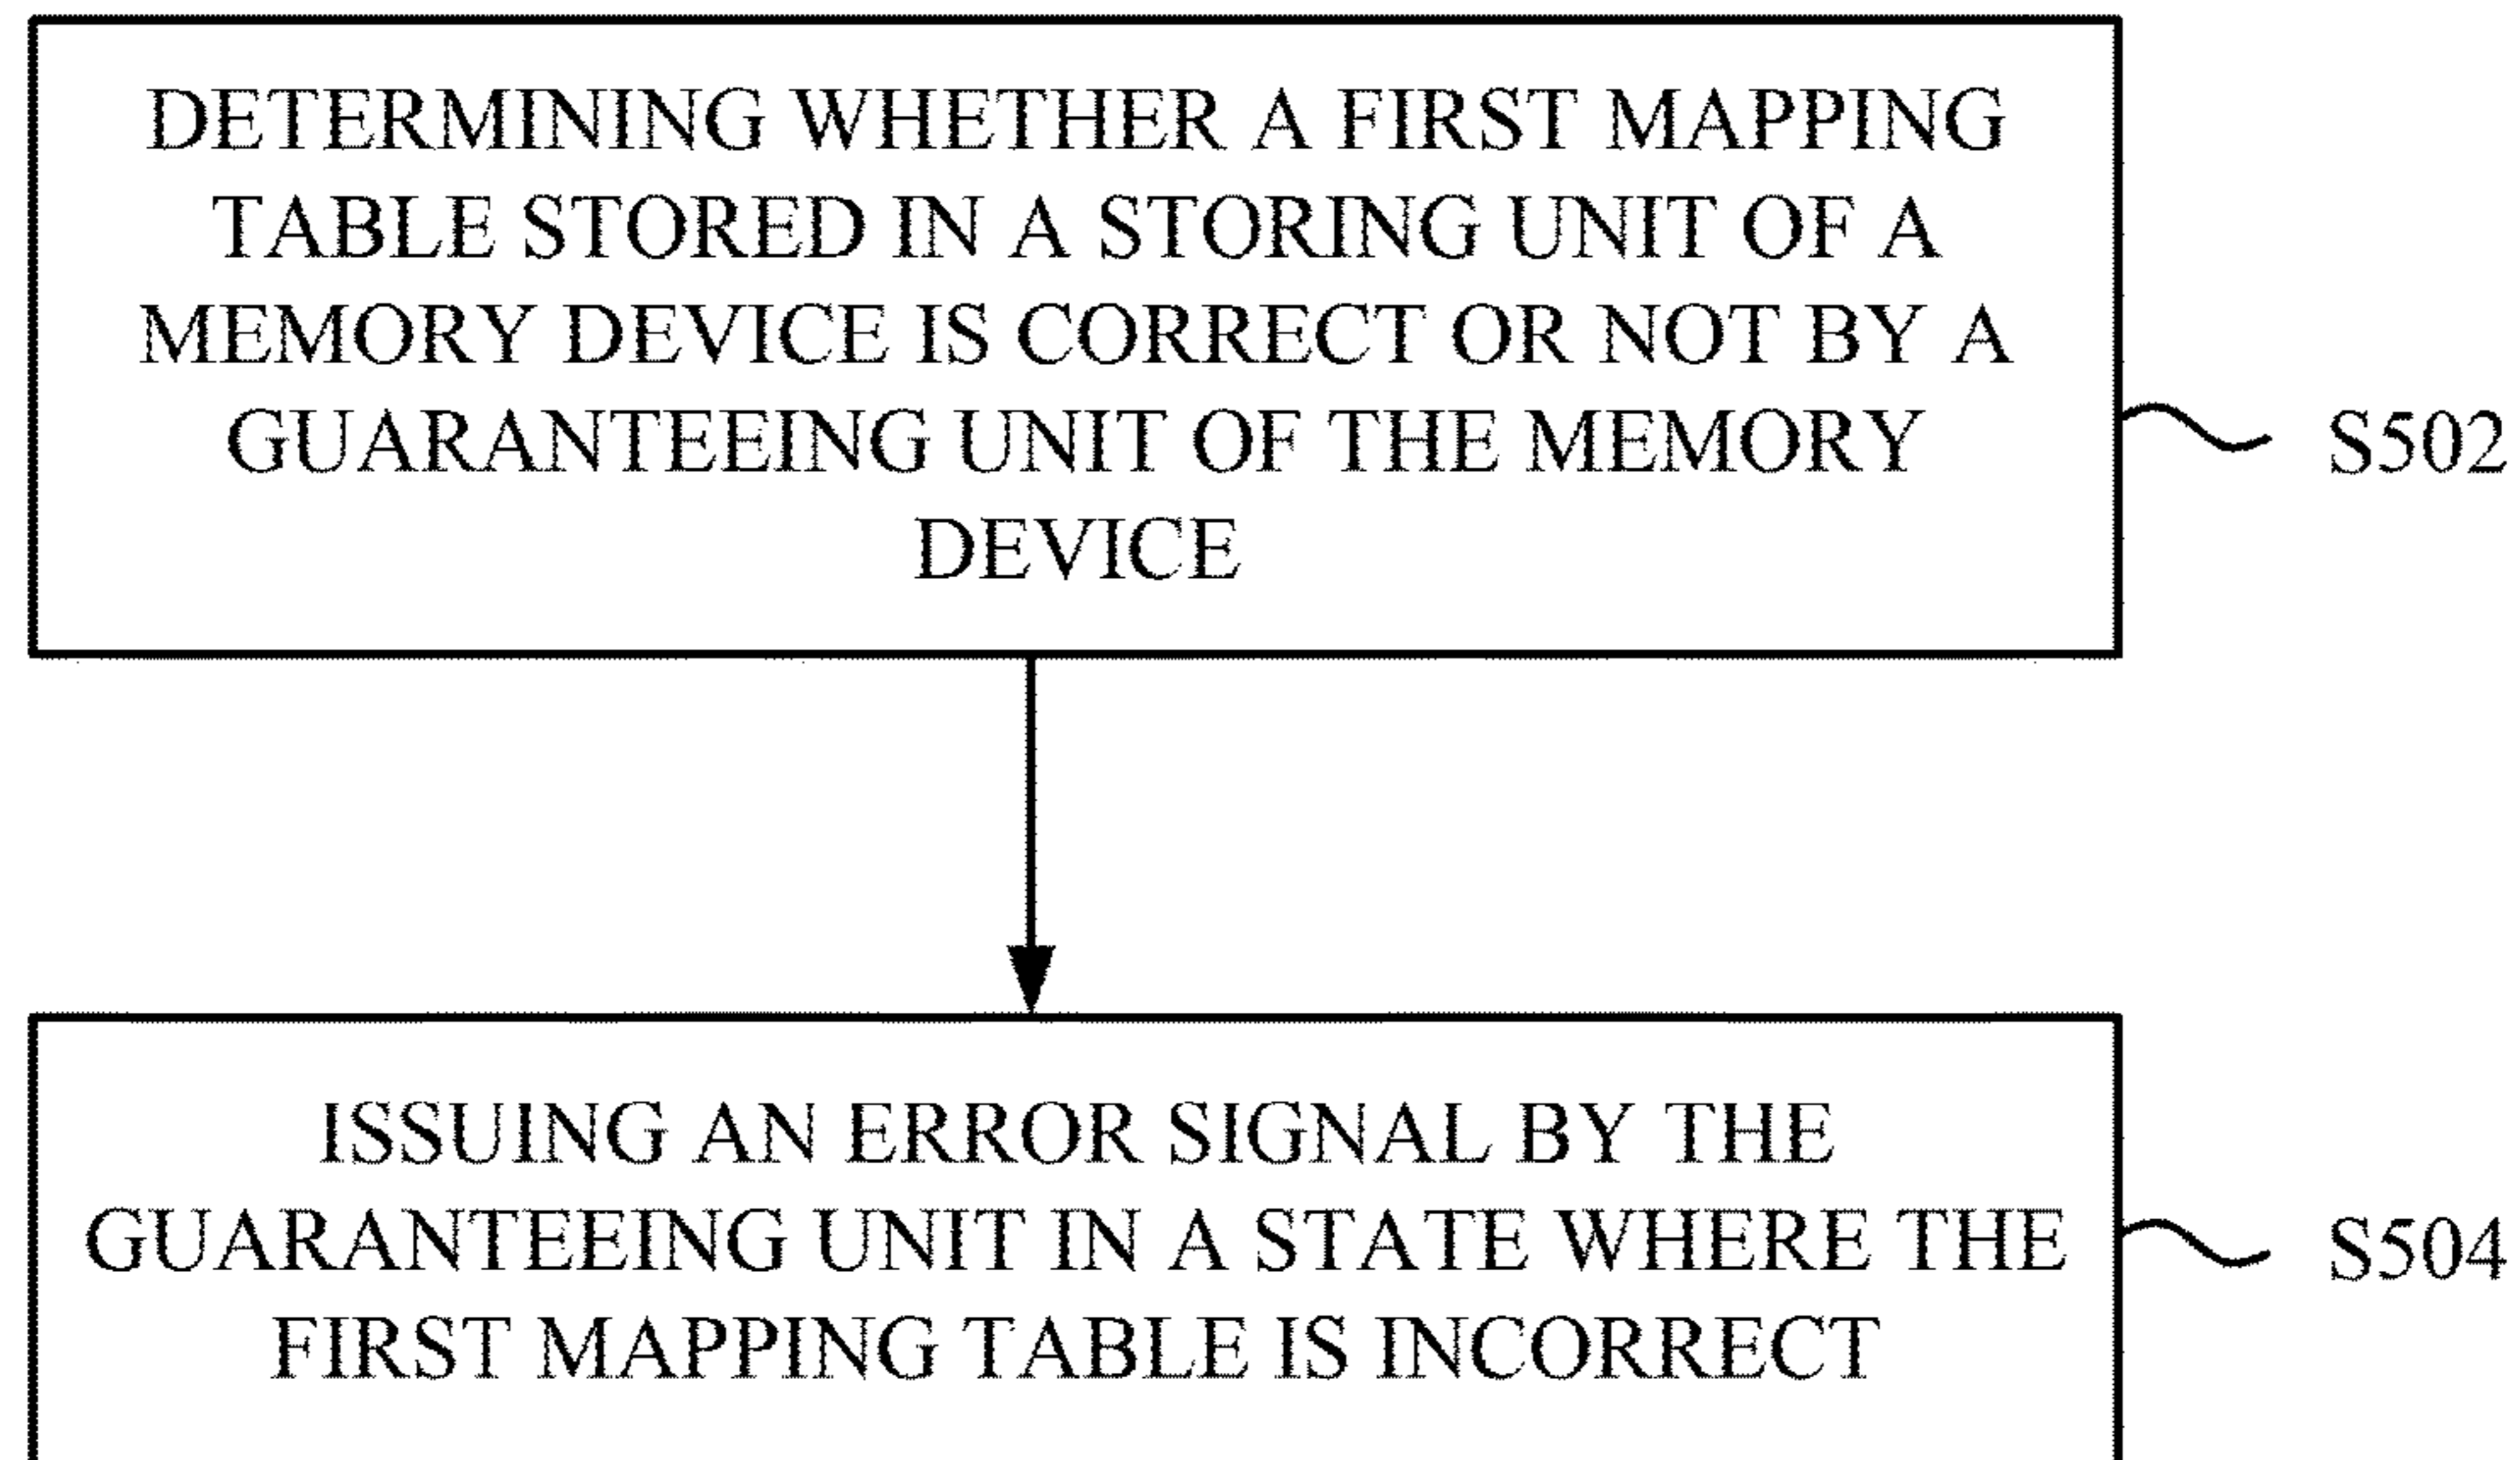 DETERMINING WHETHER A FIRST MAPPING
TABLE STORED IN A STORING UNIT OF A
MEMORY DEVICE IS CORRECT OR NOT BY A
GUARANTEEING UNIT OF THE MEMORY
DEVICE
S502
ISSUING AN ERROR SIGNAL BY THE
GUARANTEEING UNIT IN A STATE WHERE THE
FIRST MAPPING TABLE IS INCORRECT
S504